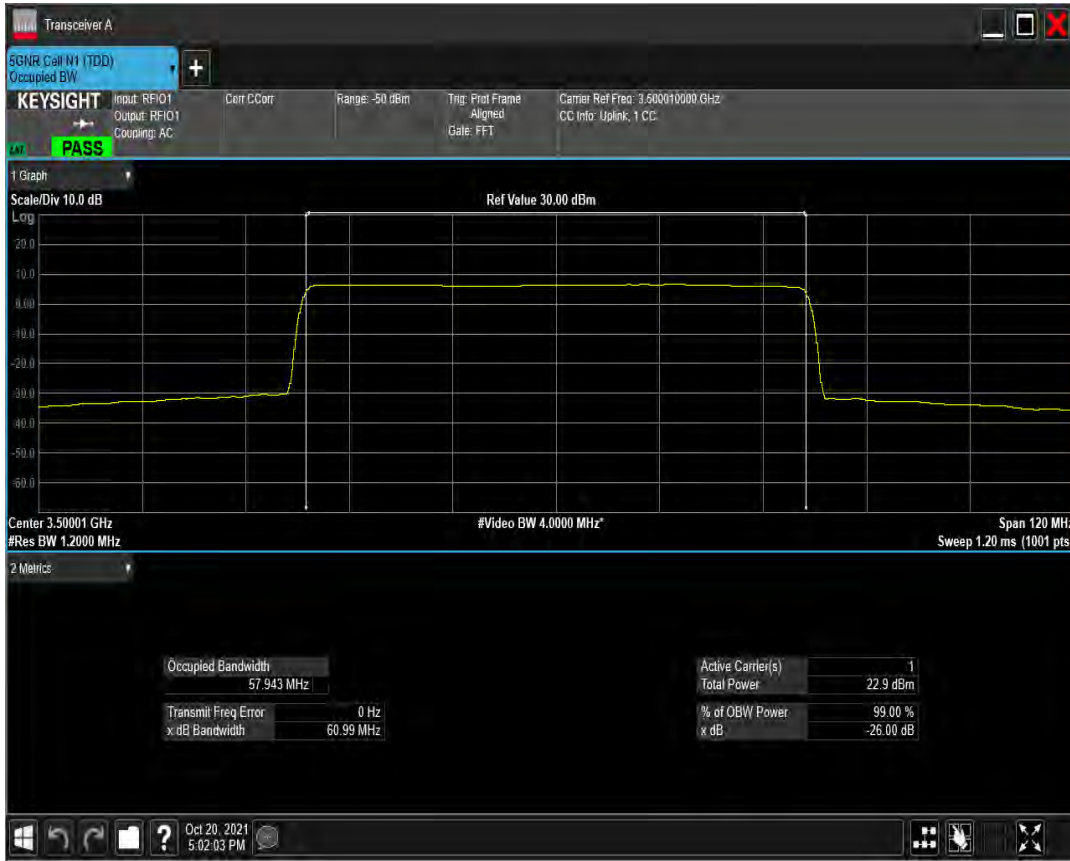 Transceiver A
5GNR Cell N1 (TDD)
Occupied BW
+
KEYSIGHT
Input: RFIO1
Output: RFIO1
Coupling: AC
PASS
Corr CCorr
Range: -50 dBm
Trig: Prot Frame
Aligned
Gate: FFT
Carrier Ref Freq: 3.500010000 GHz
CC Info: Uplink, 1 CC
1 Graph
Scale/Div 10.0 dB
Ref Value 30.00 dBm
Log
20.0
10.0
0.00
-10.0
-20.0
-30.0
-40.0
-50.0
-60.0
Center 3.50001 GHz
#Video BW 4.0000 MHz*
Span 120 MHz
#Res BW 1.2000 MHz
Sweep 1.20 ms (1001 pts
2 Metrics
Occupied Bandwidth
57.943 MHz
Transmit Freq Error 0 Hz
x dB Bandwidth 60.99 MHz
Active Carrier(s) 1
Total Power 22.9 dBm
% of OBW Power 99.00 %
x dB -26.00 dB
?
Oct 20, 2021
5:02:03 PM